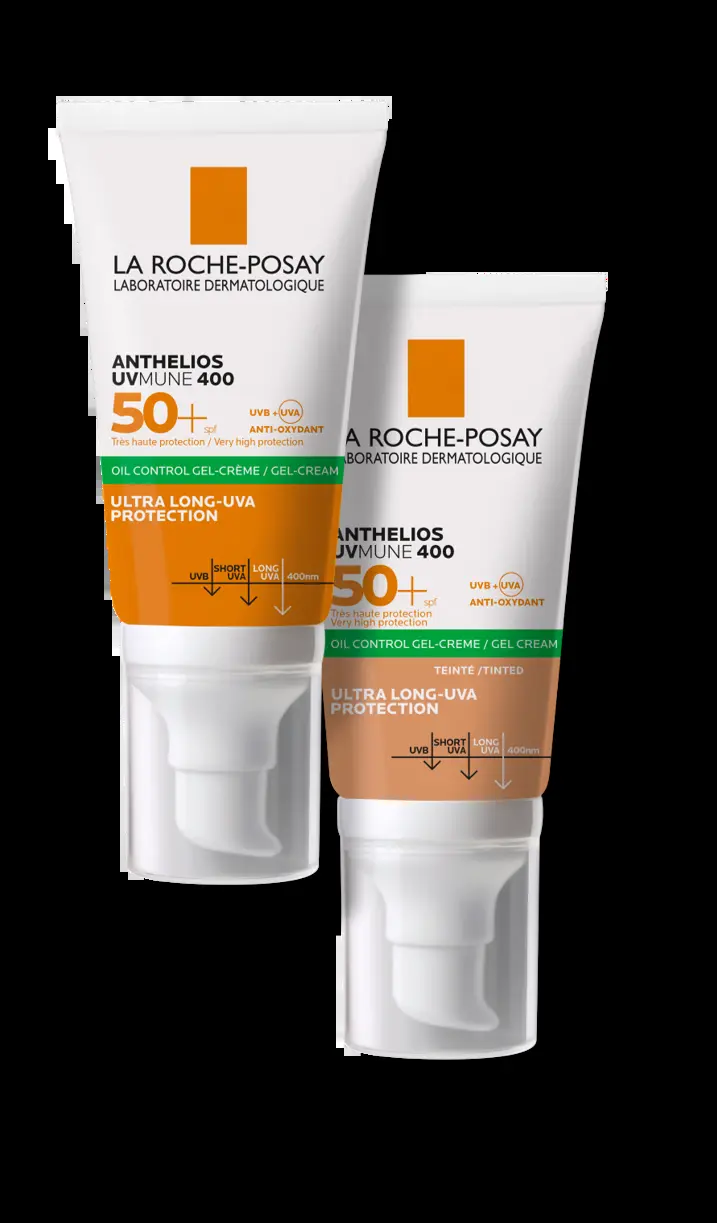 LA ROCHE-POSAY
LABORATOIRE DERMATOLOGIQUE
ANTHELIOS
UVMUNE 400
50+ spf
UVB + UVA
ANTI-OXYDANT
Très haute protection / Very high protection
OIL CONTROL GEL-CRÈME / GEL-CREAM
ULTRA LONG-UVA
PROTECTION
UVB SHORT UVA LONG UVA 400nm
A ROCHE-POSAY
ABORATOIRE DERMATOLOGIQUE
ANTHELIOS
UVMUNE 400
50+ spf
UVB + UVA
ANTI-OXYDANT
Très haute protection
Very high protection
OIL CONTROL GEL-CREME / GEL CREAM
TEINTÉ /TINTED
ULTRA LONG-UVA
PROTECTION
UVB SHORT UVA LONG UVA 400nm